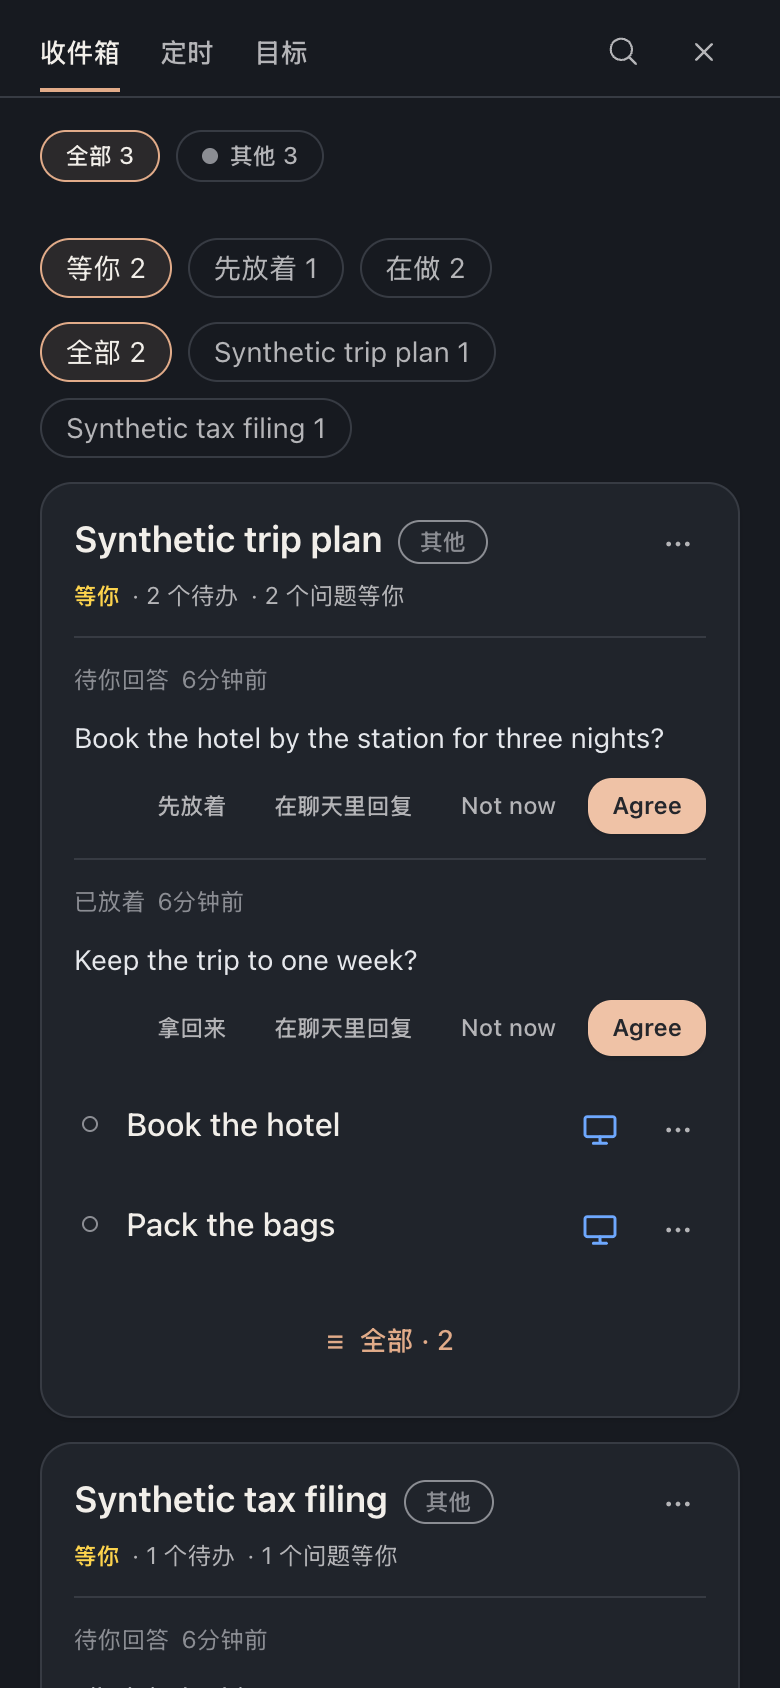 收件箱 定时 目标
全部 3 其他 3
等你 2 先放着 1 在做 2
全部 2 Synthetic trip plan 1
Synthetic tax filing 1
Synthetic trip plan 其他
等你 · 2 个待办 · 2 个问题等你
待你回答 6分钟前
Book the hotel by the station for three nights?
先放着 在聊天里回复 Not now Agree
已放着 6分钟前
Keep the trip to one week?
拿回来 在聊天里回复 Not now Agree
Book the hotel
Pack the bags
全部 · 2
Synthetic tax filing 其他
等你 · 1 个待办 · 1 个问题等你
待你回答 6分钟前